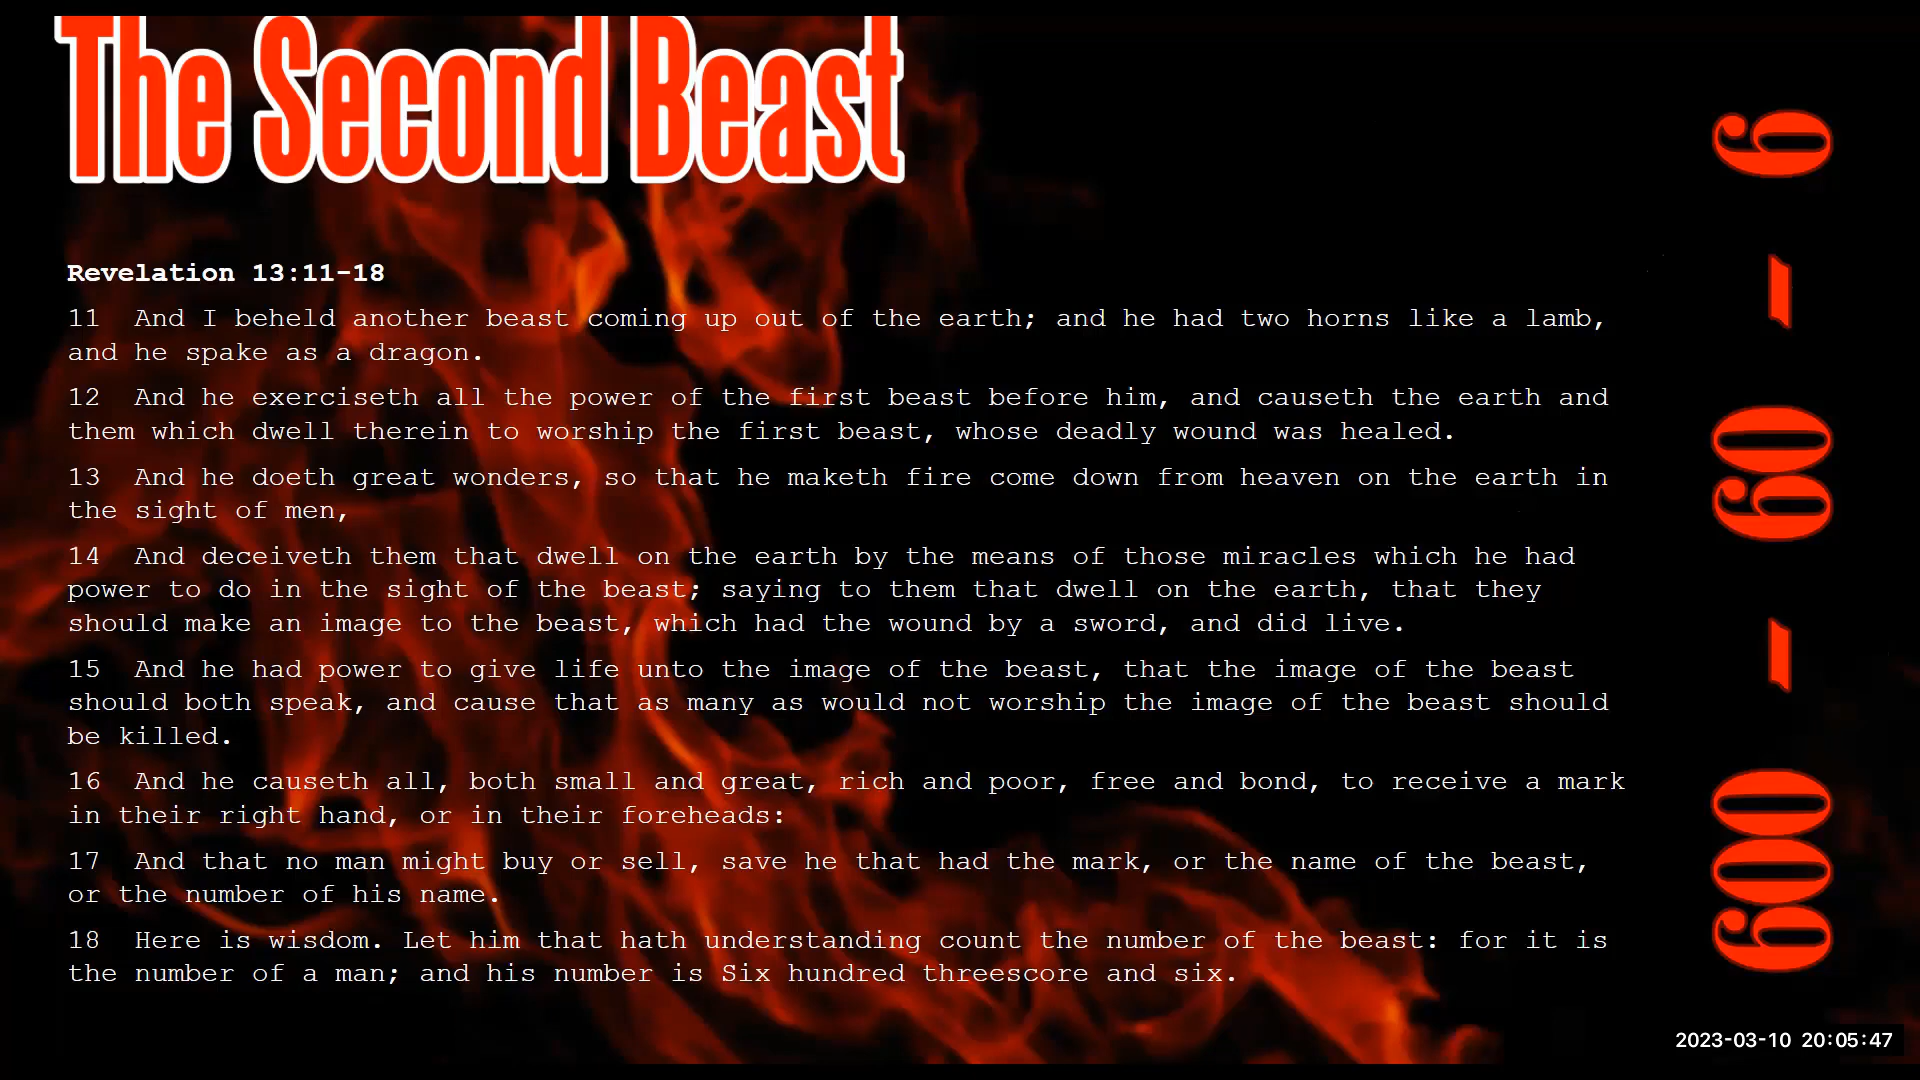 The Second Beast
Revelation 13:11-18
11  And I beheld another beast coming up out of the earth; and he had two horns like a lamb,
and he spake as a dragon.
12  And he exerciseth all the power of the first beast before him, and causeth the earth and
them which dwell therein to worship the first beast, whose deadly wound was healed.
13  And he doeth great wonders, so that he maketh fire come down from heaven on the earth in
the sight of men,
14  And deceiveth them that dwell on the earth by the means of those miracles which he had
power to do in the sight of the beast; saying to them that dwell on the earth, that they
should make an image to the beast, which had the wound by a sword, and did live.
15  And he had power to give life unto the image of the beast, that the image of the beast
should both speak, and cause that as many as would not worship the image of the beast should
be killed.
16  And he causeth all, both small and great, rich and poor, free and bond, to receive a mark
in their right hand, or in their foreheads:
17  And that no man might buy or sell, save he that had the mark, or the name of the beast,
or the number of his name.
18  Here is wisdom. Let him that hath understanding count the number of the beast: for it is
the number of a man; and his number is Six hundred threescore and six.
600 - 60 - 6
2023-03-10 20:05:47